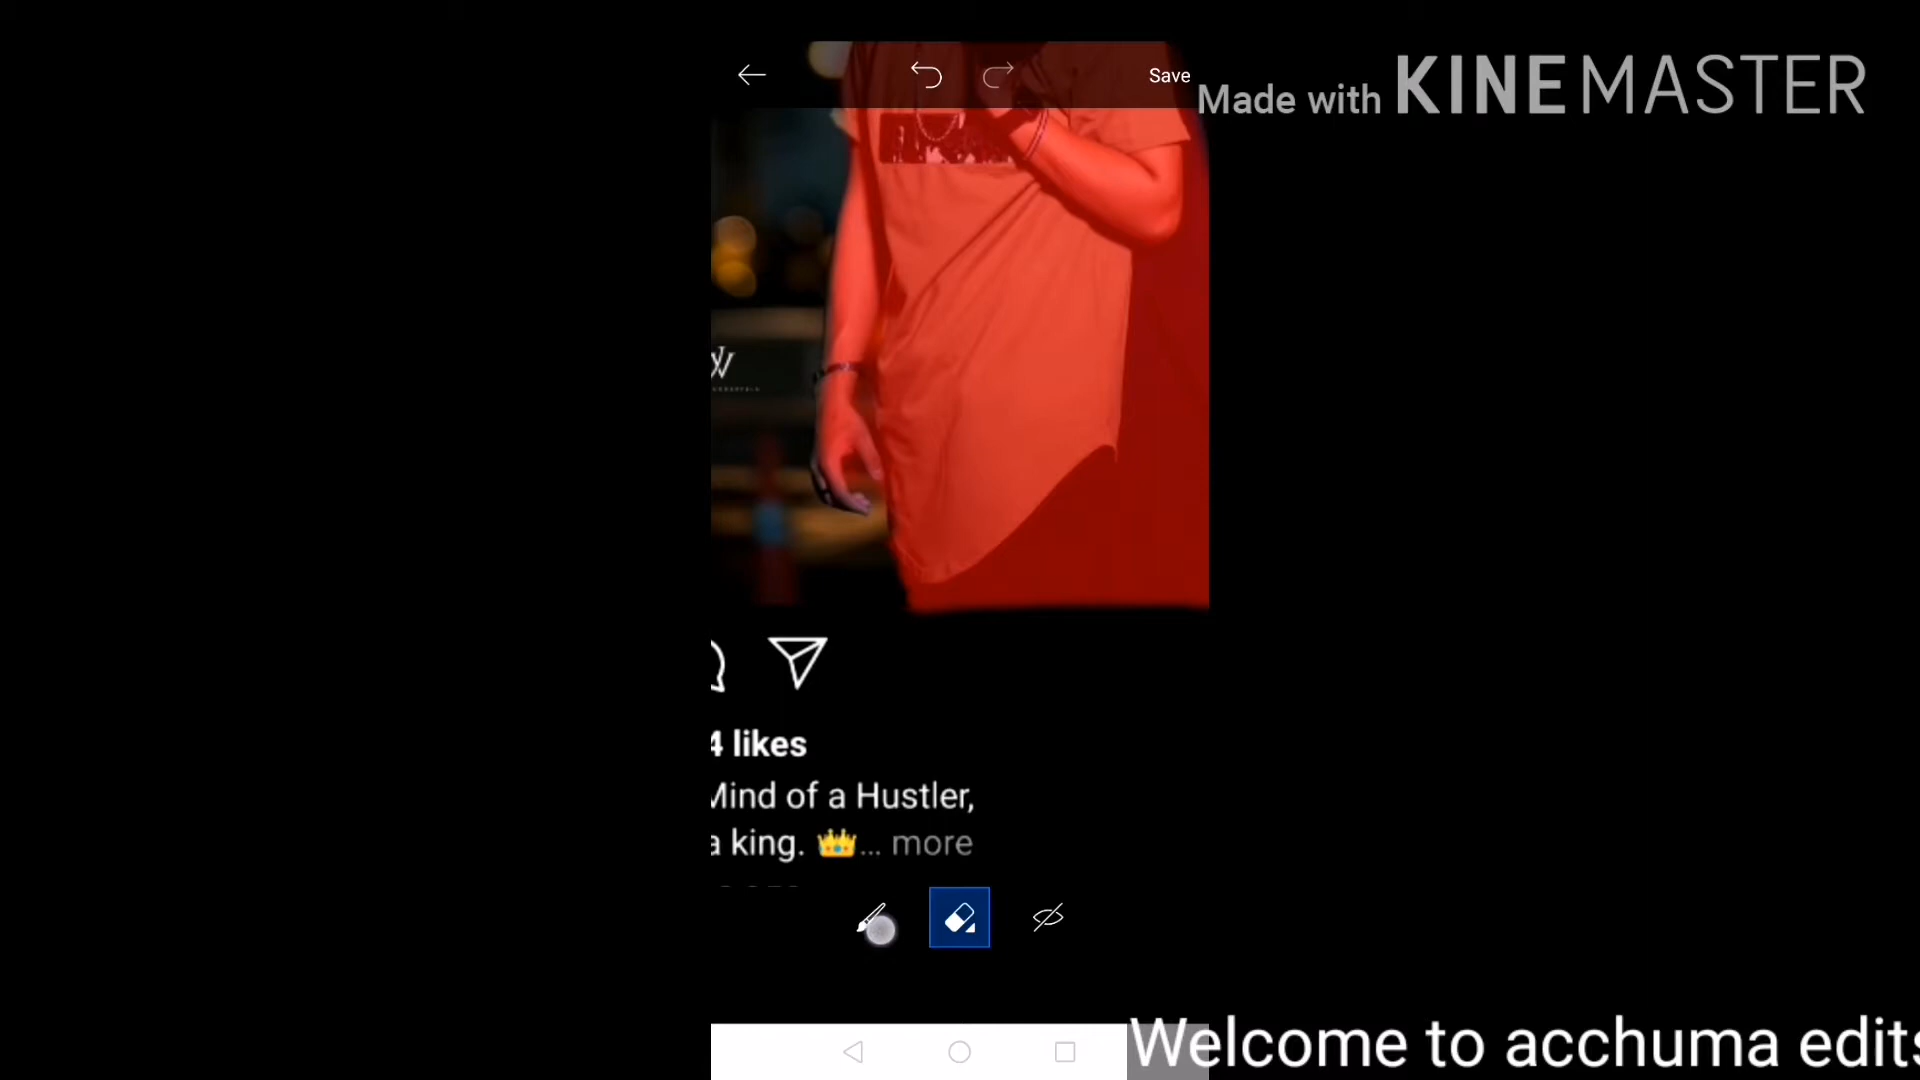 Save
Made with KINEMASTER
4 likes
Mind of a Hustler,
a king. 👑... more
Welcome to acchuma edits